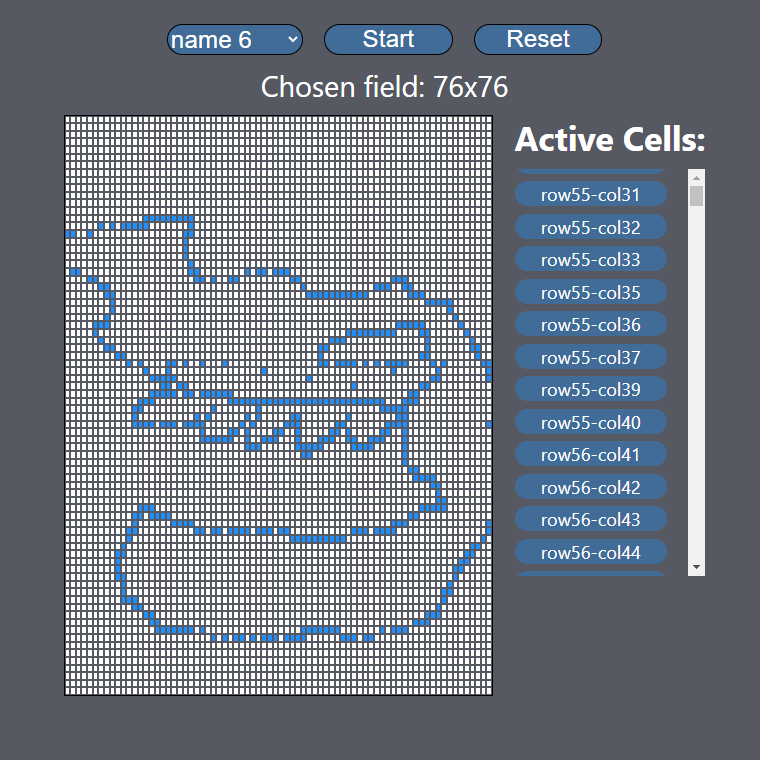 name 6
Start
Reset
Chosen field: 76x76
Active Cells:
row55-col31
row55-col32
row55-col33
row55-col35
row55-col36
row55-col37
row55-col39
row55-col40
row56-col41
row56-col42
row56-col43
row56-col44